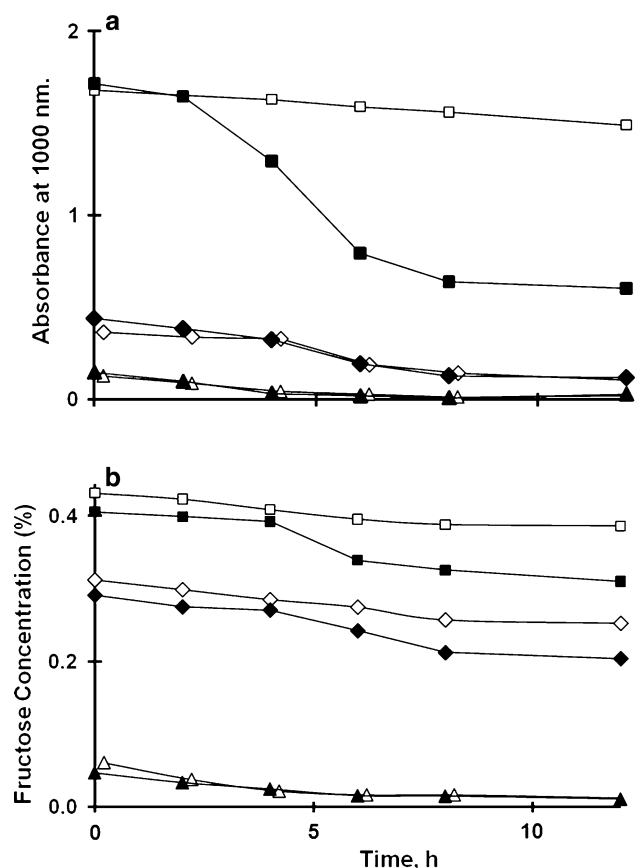 a
2
1
0
Absorbance at 1000 nm.
b
0.4
0.2
0.0
Fructose Concentration (%)
0 5 10
Time, h